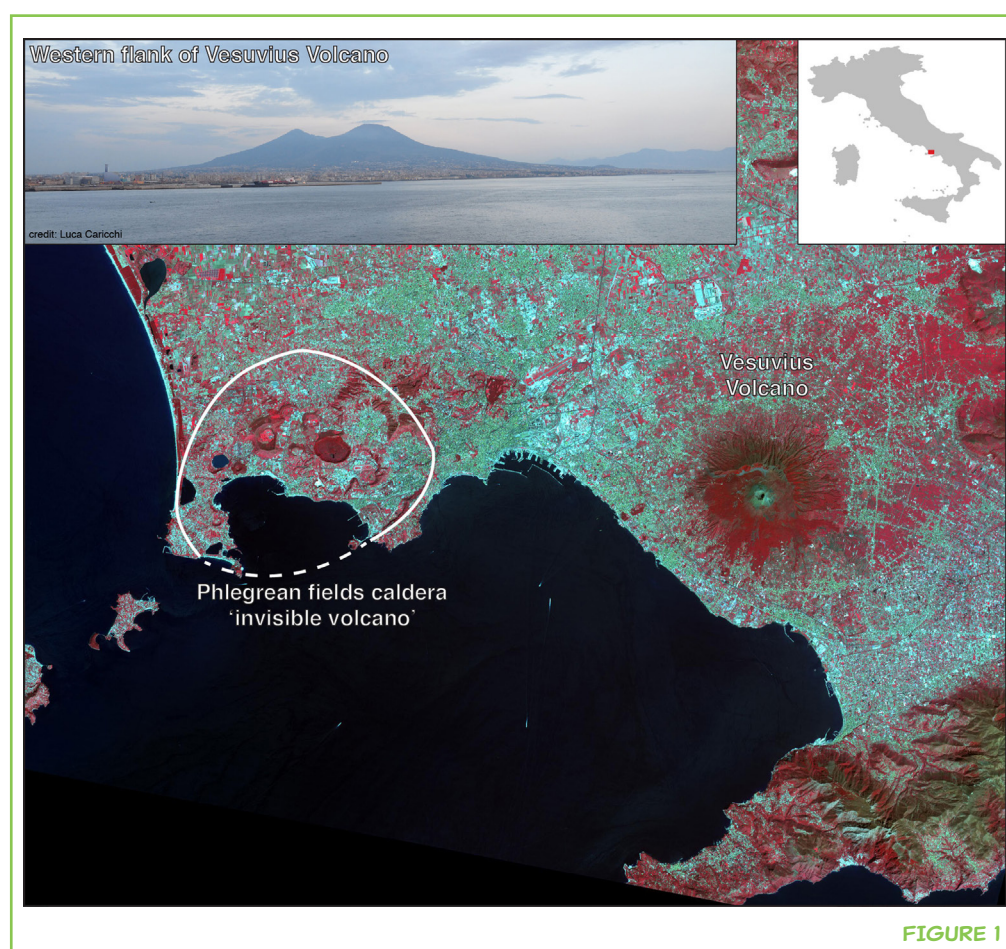 Western flank of Vesuvius Volcano
credit: Luca Caricchi
Vesuvius
Volcano
Phlegrean fields caldera
‘invisible volcano’
FIGURE 1